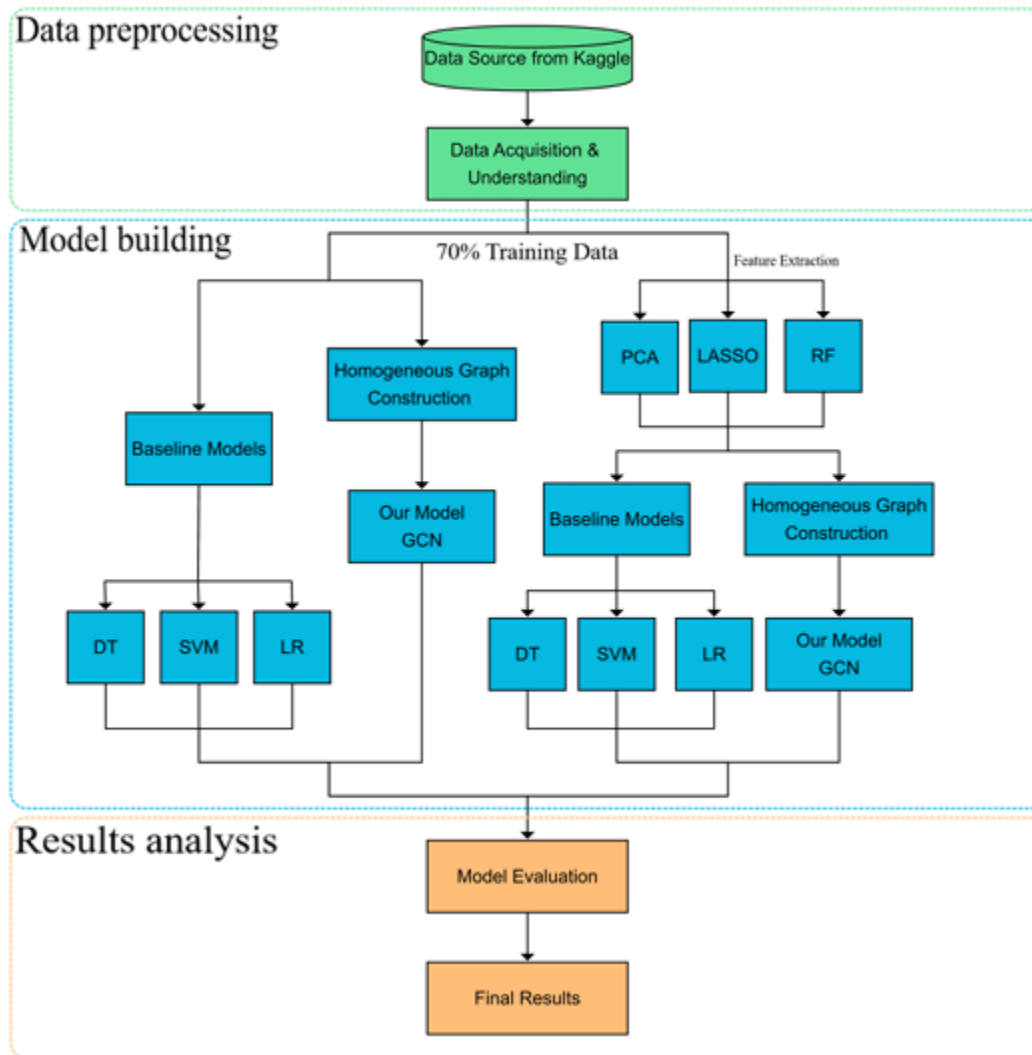 Data preprocessing
Data Source from Kaggle
Data Acquisition &
Understanding
Model building
70% Training Data
Feature Extraction
PCA
LASSO
RF
Homogeneous Graph
Construction
Baseline Models
Our Model
GCN
Baseline Models
Homogeneous Graph
Construction
DT
SVM
LR
DT
SVM
LR
Our Model
GCN
Results analysis
Model Evaluation
Final Results